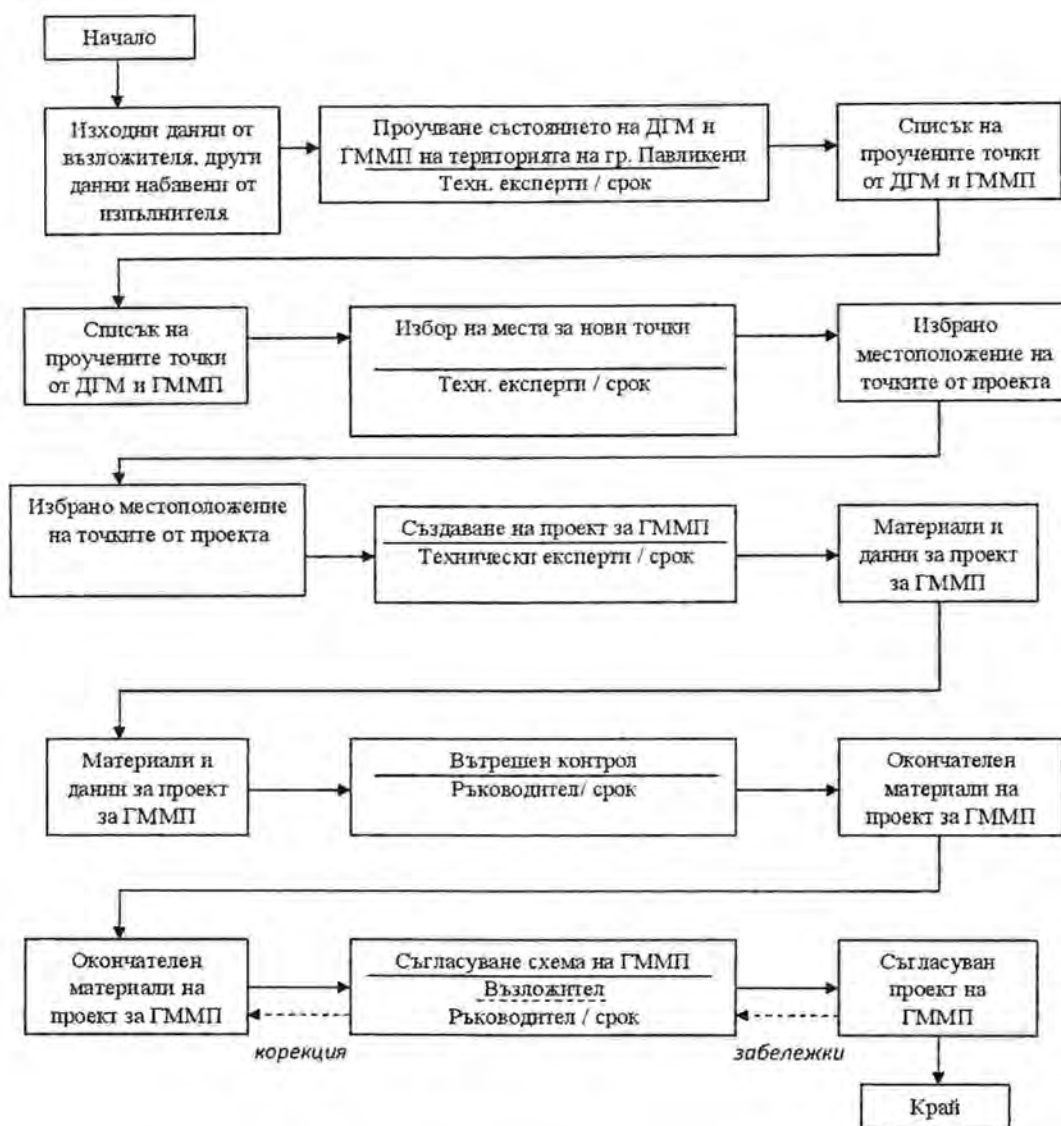 Начало
Изходни данни от
възложителя, други
данни набавени от
изпълнителя
Проучване състоянието на ДГМ и
ГММП на територията на гр. Павликени
Техн. експерти / срок
Списък на
проучените точки
от ДГМ и ГММП
Списък на
проучените точки
от ДГМ и ГММП
Избор на места за нови точки
Техн. експерти / срок
Избрано
местоположение на
точките от проекта
Избрано местоположение
на точките от проекта
Създаване на проект за ГММП
Технически експерти / срок
Материали и
данни за проект
за ГММП
Материали и
данни за проект
за ГММП
Вътрешен контрол
Ръководител/ срок
Окончателен
материали на
проект за ГММП
Окончателен
материали на
проект за ГММП
Съгласуване схема на ГММП
Възложител
Ръководител / срок
Съгласуван
проект на
ГММП
корекция
забележки
Край